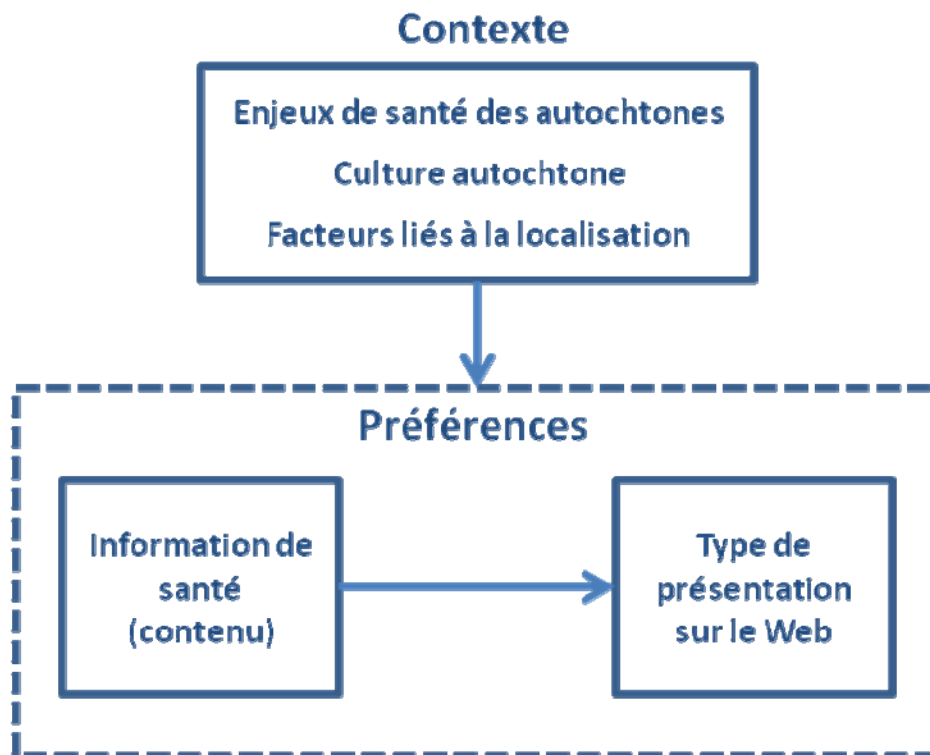 Contexte
Enjeux de santé des autochtones
Culture autochtone
Facteurs liés à la localisation
Préférences
Information de
santé
(contenu)
Type de
présentation
sur le Web